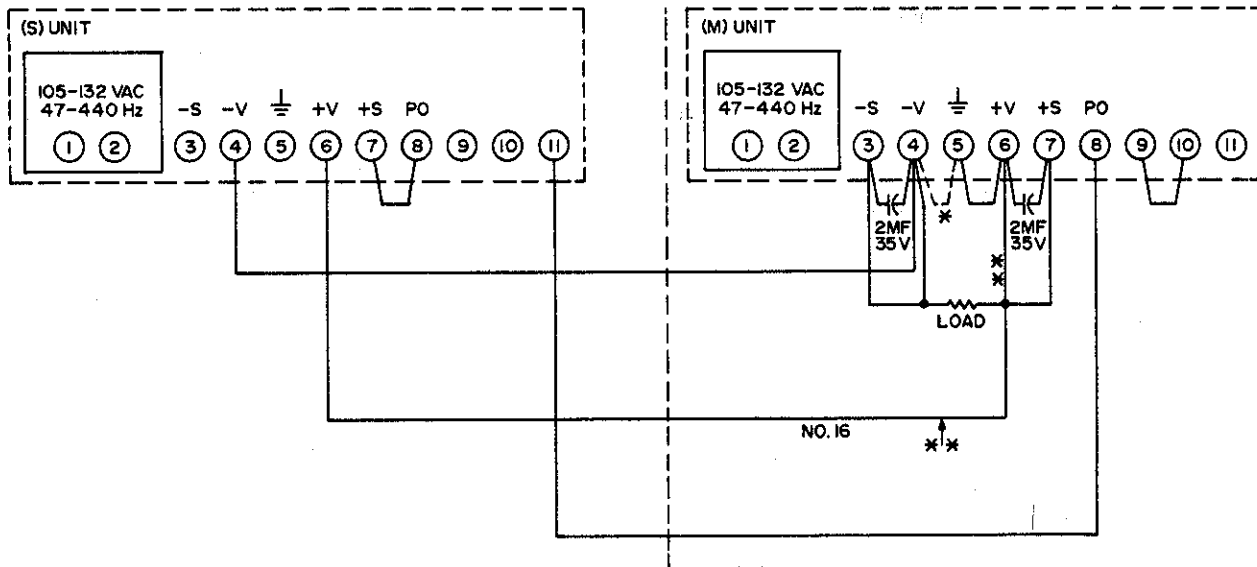 (S) UNIT
105-132 VAC
47-440 Hz
-S -V +V +S PO
1 2 3 4 5 6 7 8 9 10 11
(M) UNIT
105-132 VAC
47-440 Hz
-S -V +V +S PO
1 2 3 4 5 6 7 8 9 10 11
*
2MF
35V
2MF
35V
**
LOAD
NO. 16
**